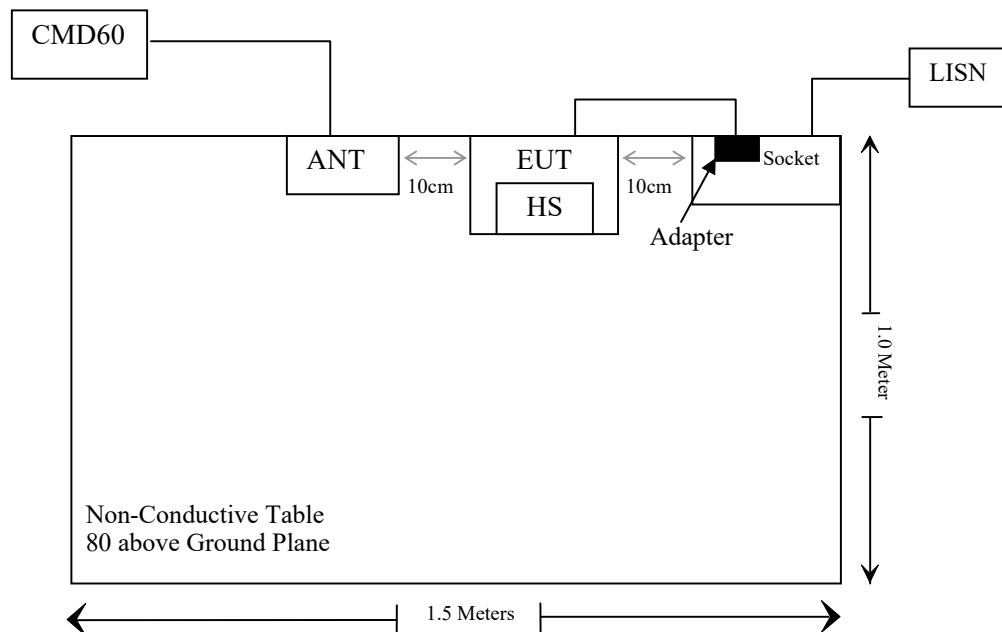 CMD60
LISN
ANT
EUT
Socket
10cm
10cm
HS
Adapter
1.0 Meter
Non-Conductive Table
80 above Ground Plane
1.5 Meters